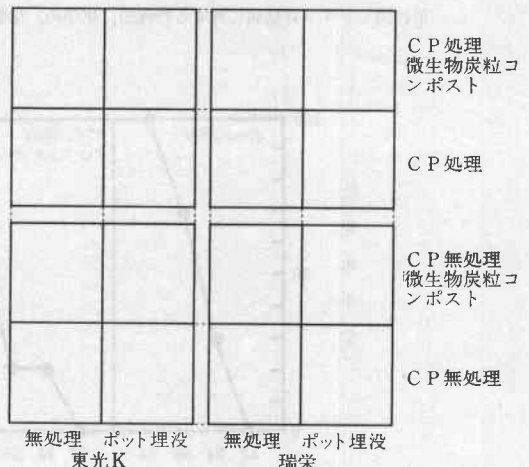 CP処理
微生物炭粒コ
ンポスト
CP処理
CP無処理
微生物炭粒コ
ンポスト
CP無処理
無処理 ポット埋没 無処理 ポット埋没
東光K 瑞栄